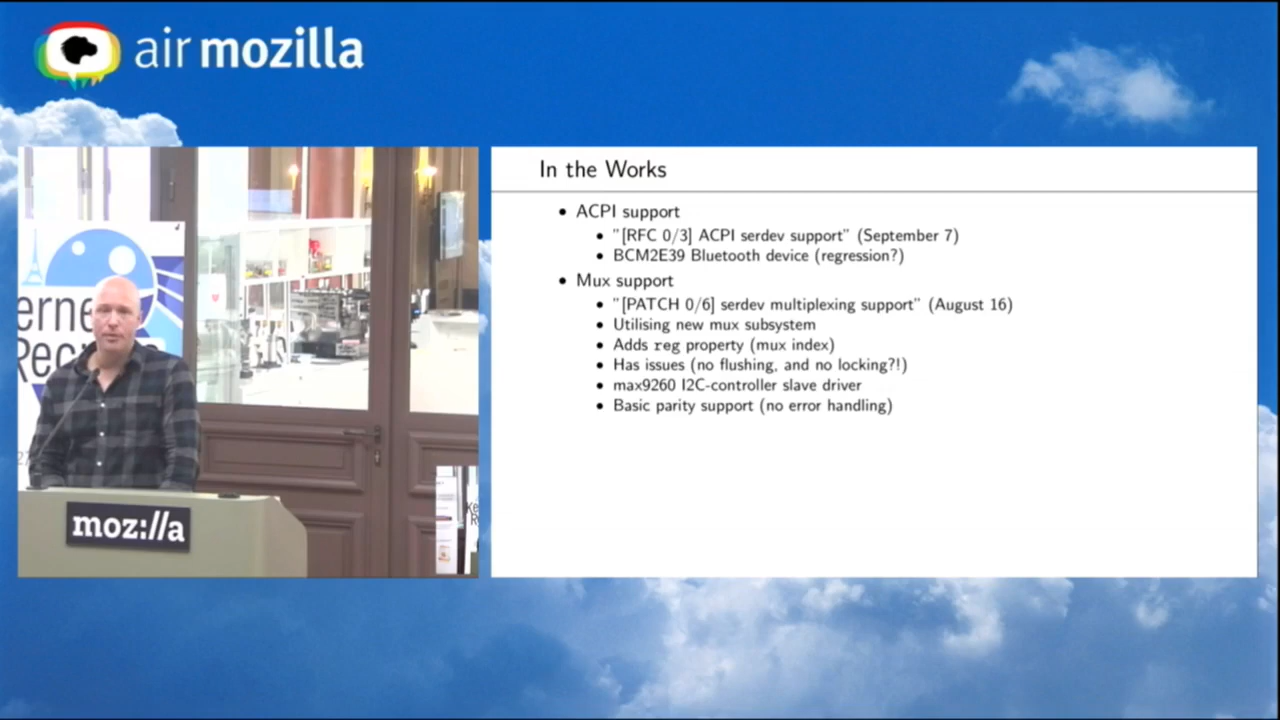 air mozilla
In the Works
• ACPI support
• "[RFC 0/3] ACPI serdev support" (September 7)
• BCM2E39 Bluetooth device (regression?)
• Mux support
• "[PATCH 0/6] serdev multiplexing support" (August 16)
• Utilising new mux subsystem
• Adds reg property (mux index)
• Has issues (no flushing, and no locking?!)
• max9260 I2C-controller slave driver
• Basic parity support (no error handling)
erne
Rec
moz://a